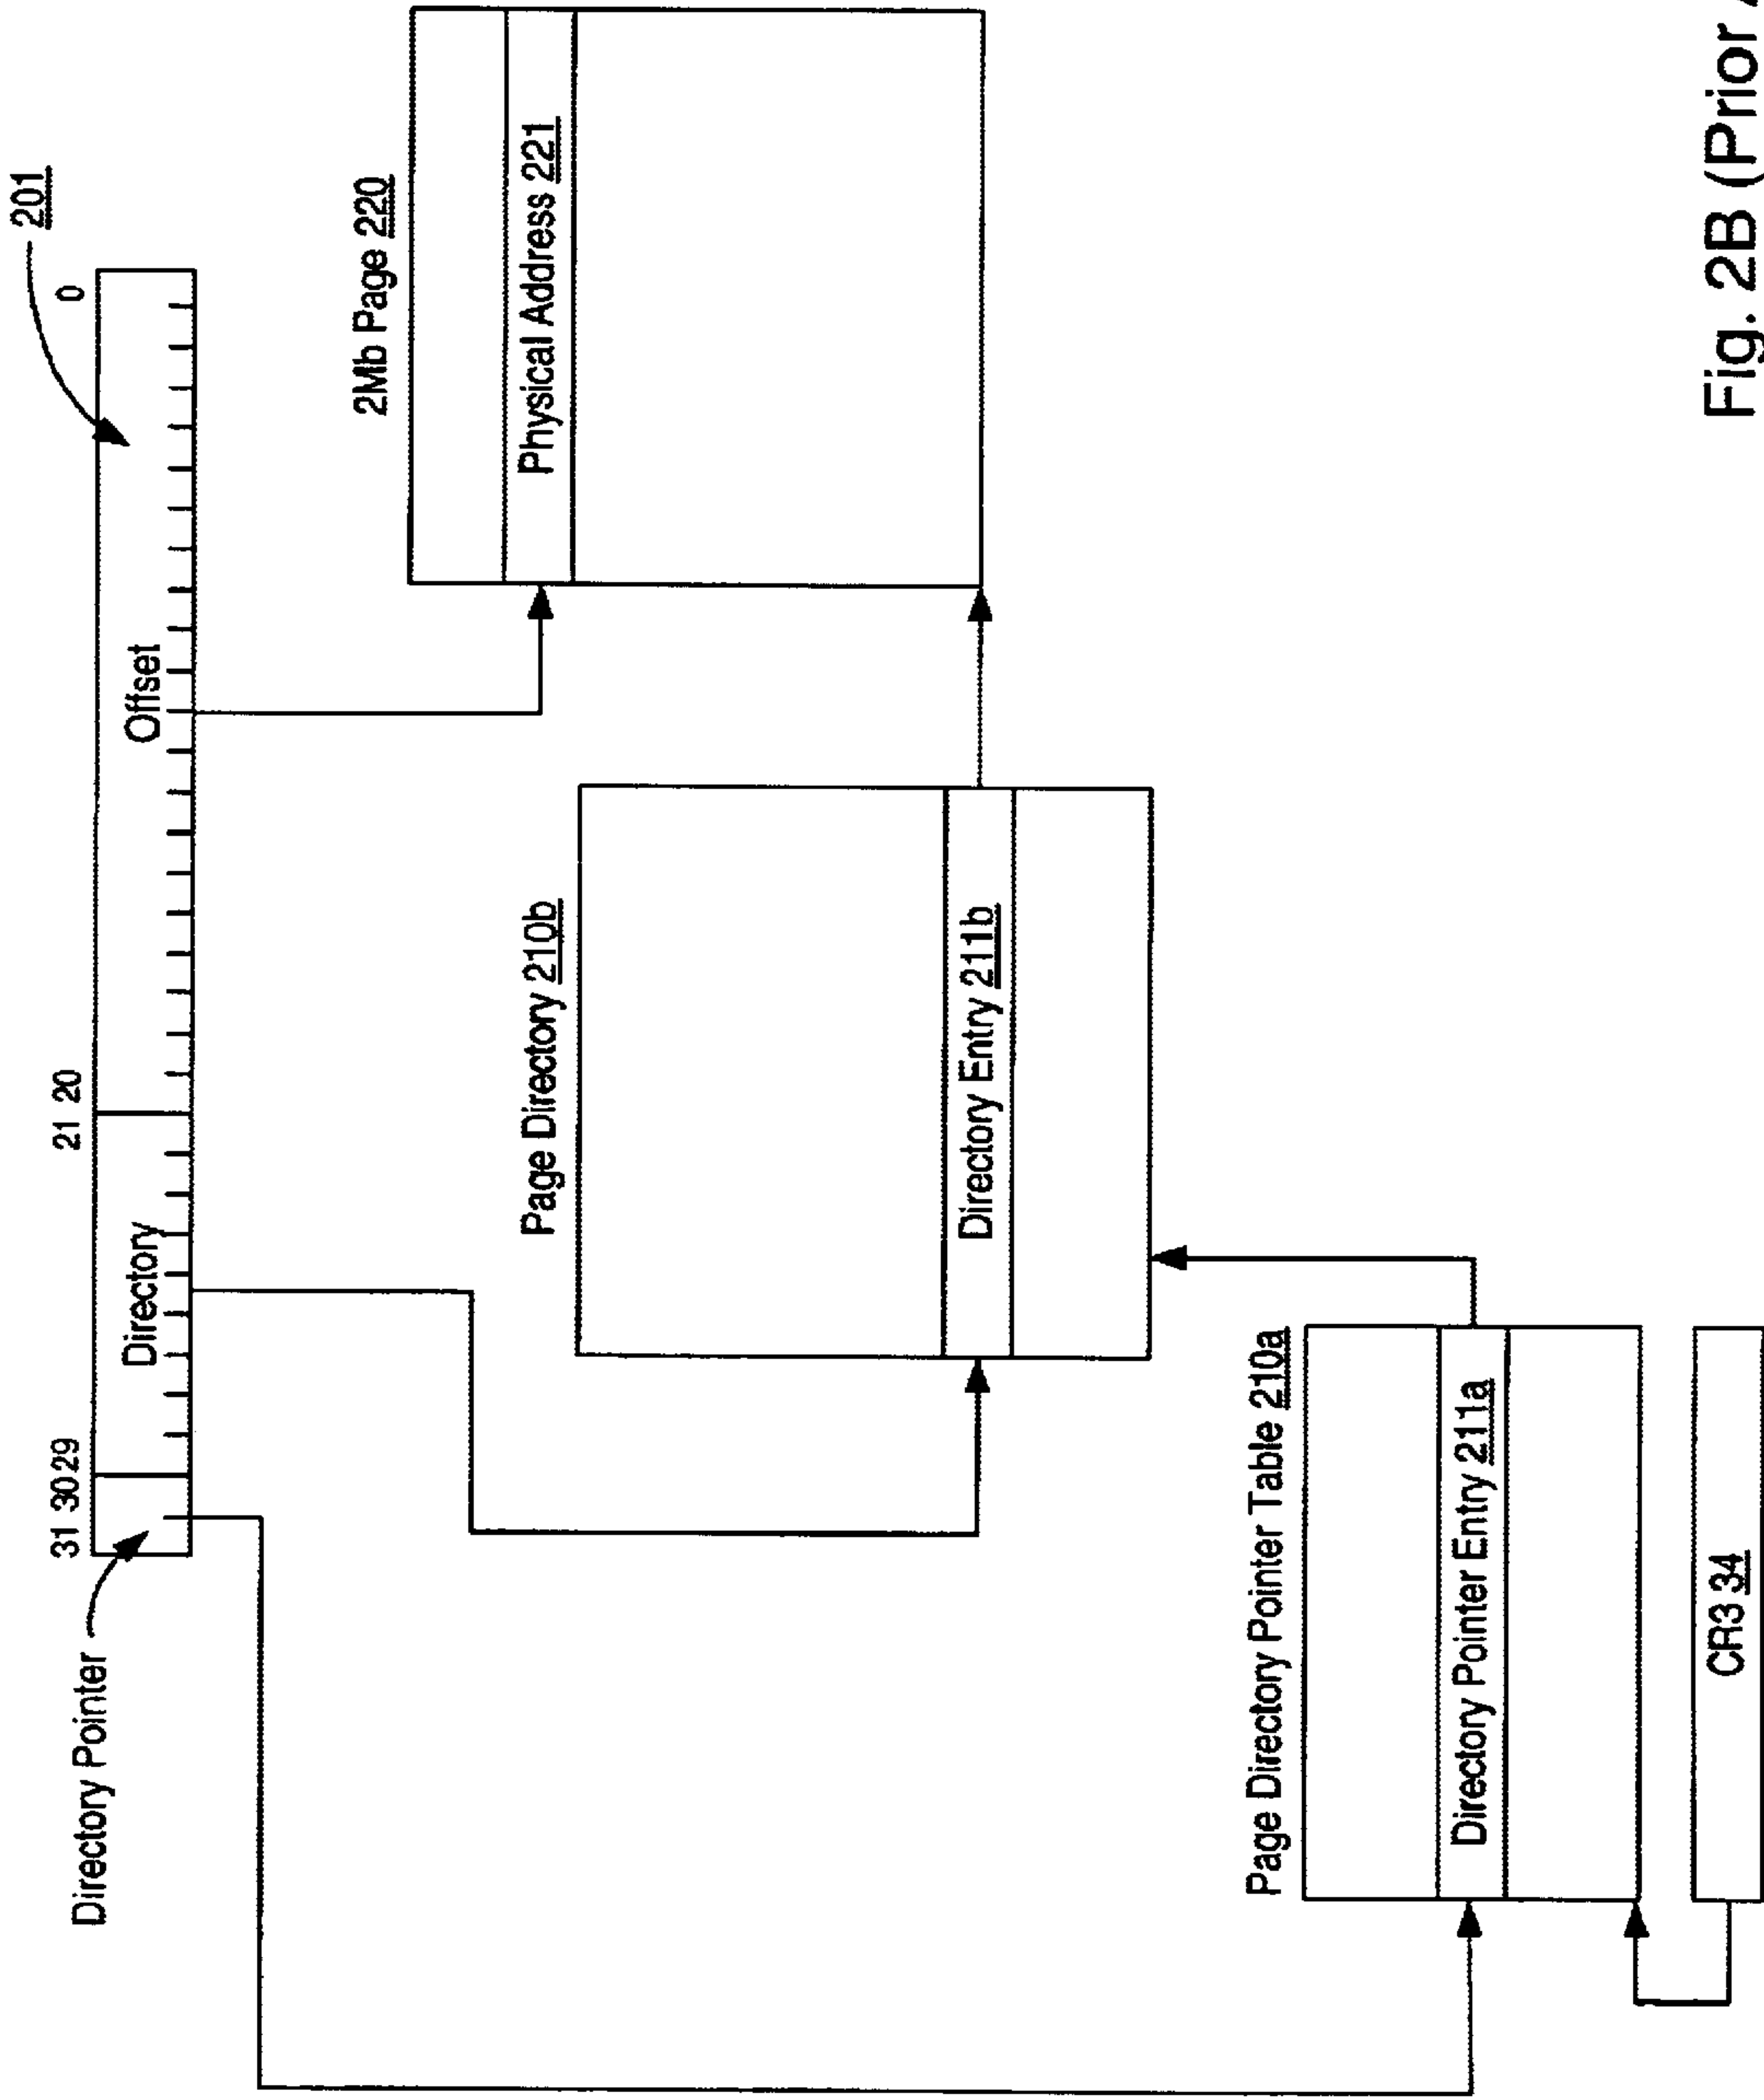 201
31 30 29 21 20 0
Directory Pointer
Directory
Offset
2Mb Page 220
Physical Address 221
Page Directory 210b
Directory Entry 211b
Page Directory Pointer Table 210a
Directory Pointer Entry 211a
CR3 34
Fig. 2B (Prior